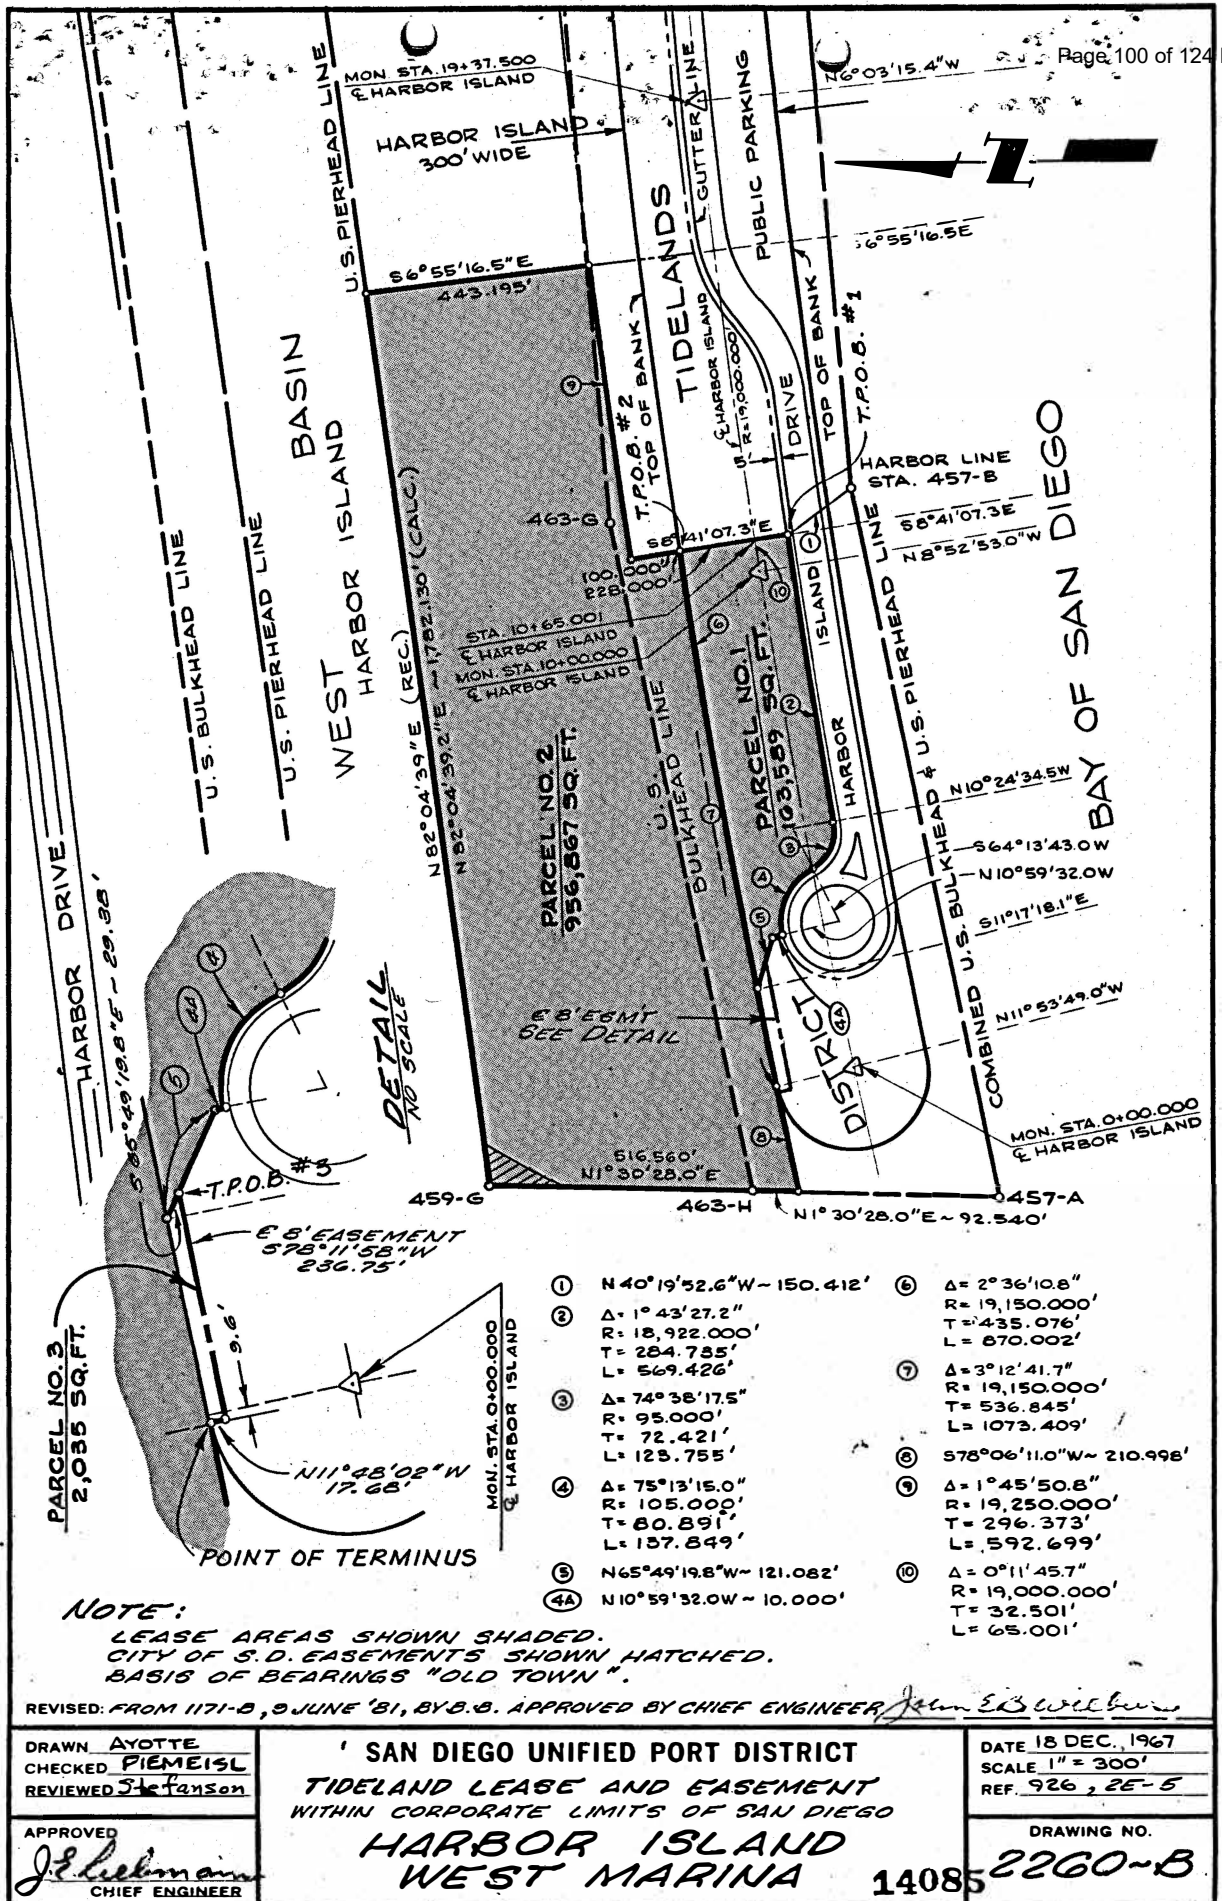 Page 100 of 124
MON. STA. 19+37.500
℄ HARBOR ISLAND
N6°03'15.4"W
HARBOR ISLAND
300' WIDE
U.S. PIERHEAD LINE
GUTTER LINE
PUBLIC PARKING
N
S6°55'16.5"E
443.195'
S6°55'16.5E
TIDELANDS
℄ HARBOR ISLAND
R=19,000.000'
TOP OF BANK
T.P.O.B. #1
T.P.O.B. #2
TOP OF BANK
5'
DRIVE
9
WEST BASIN
HARBOR ISLAND
U.S. BULKHEAD LINE
U.S. PIERHEAD LINE
HARBOR LINE
STA. 457-B
463-G
S8°41'07.3"E
S8°41'07.3E
N8°52'53.0"W
100.000'
228.000'
1
10
6
STA. 10+65.001
℄ HARBOR ISLAND
MON. STA. 10+00.000
℄ HARBOR ISLAND
N82°04'39"E (REC.)
N82°04'39.2"E ~ 1,782.130' (CALC.)
PARCEL NO. 2
956,867 SQ. FT.
U.S.
BULKHEAD LINE
7
PARCEL NO. 1
103,589 SQ. FT.
2
ISLAND
HARBOR
BAY OF SAN DIEGO
N10°24'34.5W
3
4
5
S64°13'43.0W
N10°59'32.0W
S11°17'18.1"E
N11°53'49.0"W
COMBINED U.S. BULKHEAD & U.S. PIERHEAD LINE
HARBOR DRIVE
S65°49'19.8"E ~ 29.38'
4
4A
5
DETAIL
NO SCALE
℄ 8' ESMT
SEE DETAIL
4A
DISTRICT
MON. STA. 0+00.000
℄ HARBOR ISLAND
8
516.560'
N1°30'28.0"E
459-G
463-H
457-A
N1°30'28.0"E ~ 92.540'
T.P.O.B. #3
℄ 8' EASEMENT
S78°11'58"W
236.75'
PARCEL NO. 3
2,035 SQ. FT.
9.6'
MON. STA. 0+00.000
℄ HARBOR ISLAND
N11°48'02"W
17.68'
POINT OF TERMINUS
1 N40°19'52.6"W ~ 150.412'
2 Δ= 1°43'27.2"
R= 18,922.000'
T= 284.735'
L= 569.426'
3 Δ= 74°38'17.5"
R= 95.000'
T= 72.421'
L= 123.755'
4 Δ= 75°13'15.0"
R= 105.000'
T= 80.891'
L= 137.849'
5 N65°49'19.8"W ~ 121.082'
4A N10°59'32.0W ~ 10.000'
6 Δ= 2°36'10.8"
R= 19,150.000'
T= 435.076'
L= 870.002'
7 Δ= 3°12'41.7"
R= 19,150.000'
T= 536.845'
L= 1073.409'
8 S78°06'11.0"W ~ 210.998'
9 Δ= 1°45'50.8"
R= 19,250.000'
T= 296.373'
L= 592.699'
10 Δ= 0°11'45.7"
R= 19,000.000'
T= 32.501'
L= 65.001'
NOTE:
LEASE AREAS SHOWN SHADED.
CITY OF S.D. EASEMENTS SHOWN HATCHED.
BASIS OF BEARINGS "OLD TOWN".
REVISED: FROM 1171-B, 9 JUNE '81, BY B.B. APPROVED BY CHIEF ENGINEER
DRAWN AYOTTE
CHECKED PIEMEISL
REVIEWED Stefanson
APPROVED
CHIEF ENGINEER
SAN DIEGO UNIFIED PORT DISTRICT
TIDELAND LEASE AND EASEMENT
WITHIN CORPORATE LIMITS OF SAN DIEGO
HARBOR ISLAND
WEST MARINA
14085
DATE 18 DEC., 1967
SCALE 1" = 300'
REF. 926, 2E-5
DRAWING NO.
2260-B